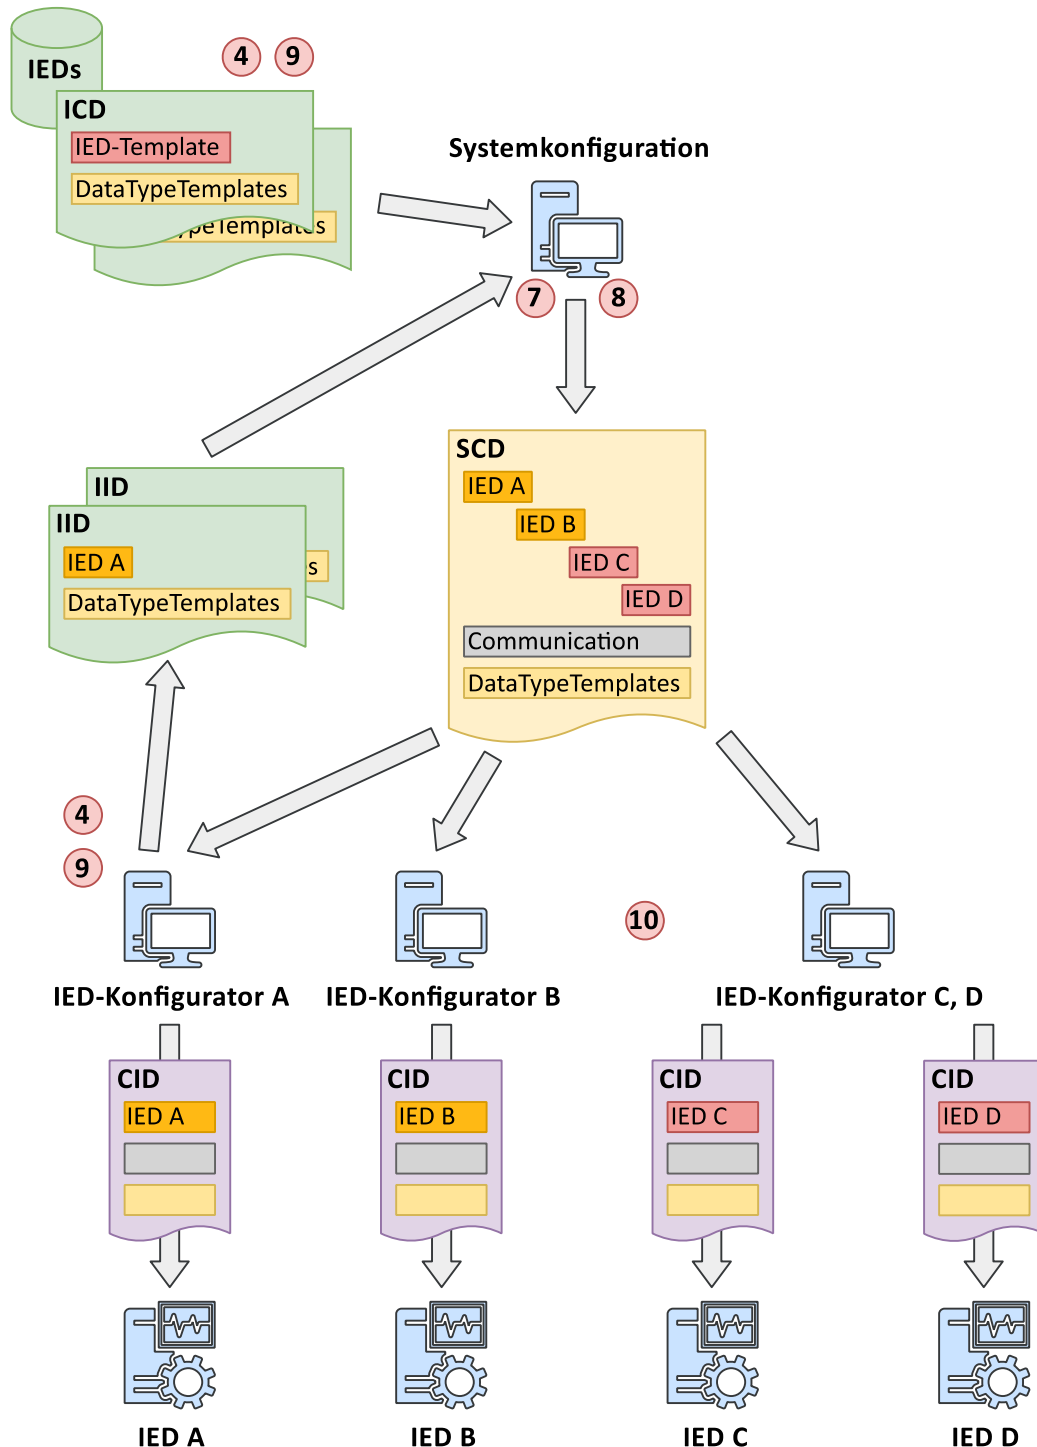 IEDs
4 9
ICD
IED-Template
DataTypeTemplates
ypeTemplates
Systemkonfiguration
7 8
IID
IID
IED A
s
DataTypeTemplates
SCD
IED A
IED B
IED C
IED D
Communication
DataTypeTemplates
4
9
10
IED-Konfigurator A
IED-Konfigurator B
IED-Konfigurator C, D
CID
IED A
CID
IED B
CID
IED C
CID
IED D
IED A
IED B
IED C
IED D